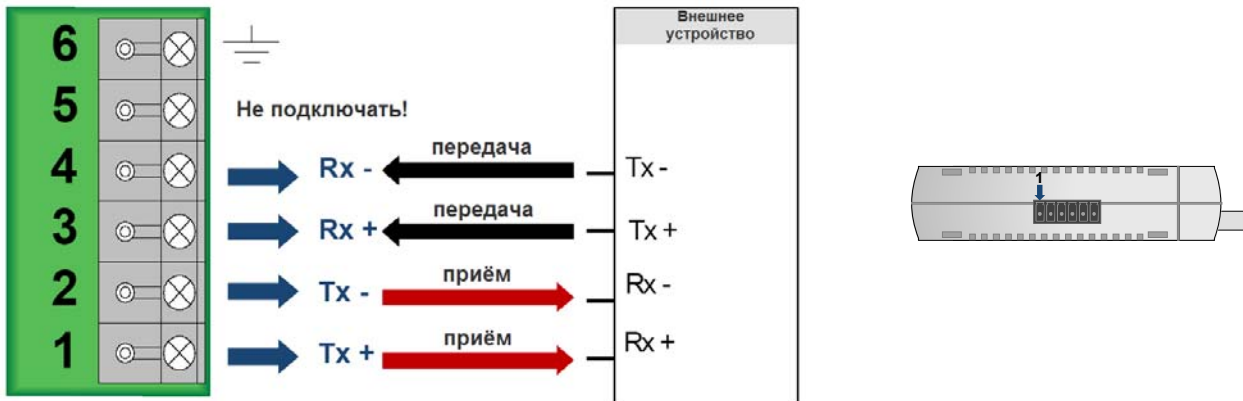 Внешнее
устройство
6
5
Не подключать!
4 Rx - передача Tx -
3 Rx + передача Tx +
2 Tx - приём Rx -
1 Tx + приём Rx +
1